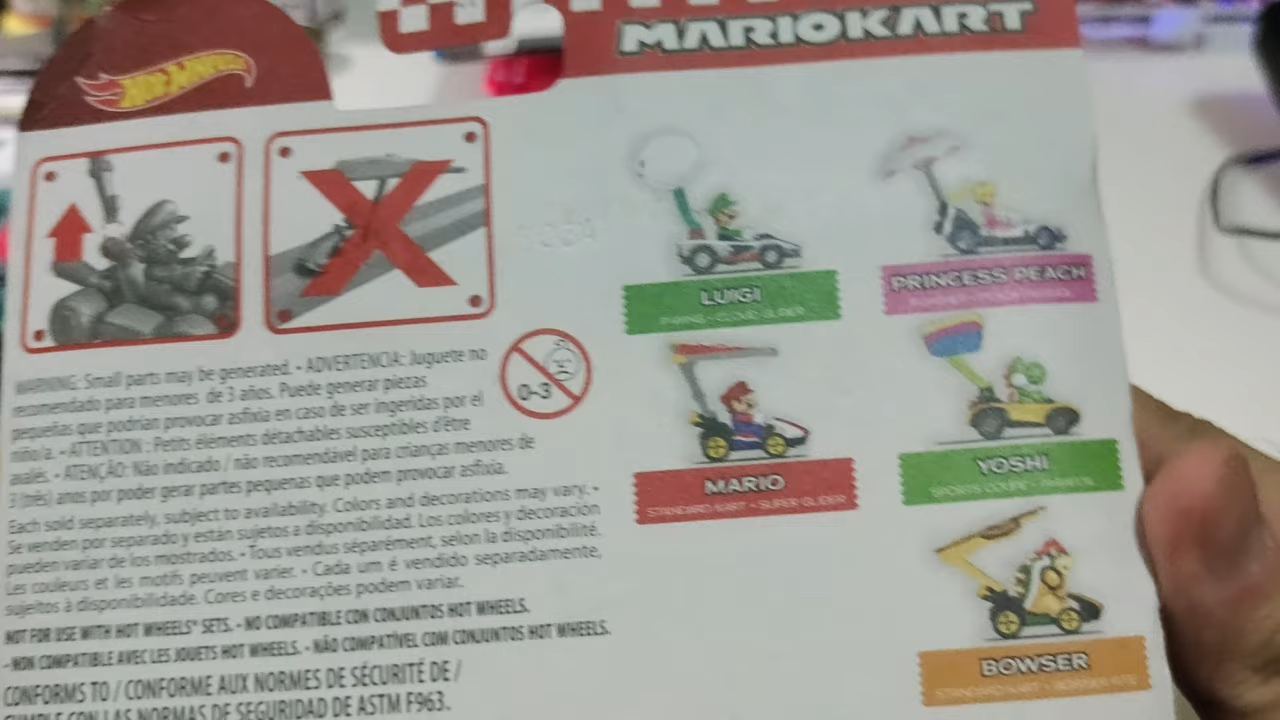 HOT WHEELS
MARIOKART
LUIGI
CLOUD GLIDER
PRINCESS PEACH
MARIO
STANDARD KART • SUPER GLIDER
YOSHI
BOWSER
0-3
WARNING: Small parts may be generated. • ADVERTENCIA: Juguete no
recomendado para menores de 3 años. Puede generar piezas
pequeñas que podrían provocar asfixia en caso de ser ingeridas por el
niño/a. • ATTENTION : Petits éléments détachables susceptibles d'être
avalés. • ATENÇÃO: Não indicado / não recomendável para crianças menores de
3 (três) anos por poder gerar partes pequenas que podem provocar asfixia.
Each sold separately, subject to availability. Colors and decorations may vary. •
Se venden por separado y están sujetos a disponibilidad. Los colores y decoración
pueden variar de los mostrados. • Tous vendus séparément, selon la disponibilité.
Les couleurs et les motifs peuvent varier. • Cada um é vendido separadamente,
sujeitos à disponibilidade. Cores e decorações podem variar.
NOT FOR USE WITH HOT WHEELS® SETS. • NO COMPATIBLE CON CONJUNTOS HOT WHEELS.
• NON COMPATIBLE AVEC LES JOUETS HOT WHEELS. • NÃO COMPATÍVEL COM CONJUNTOS HOT WHEELS.
CONFORMS TO / CONFORME AUX NORMES DE SÉCURITÉ DE /
CUMPLE CON LAS NORMAS DE SEGURIDAD DE ASTM F963.